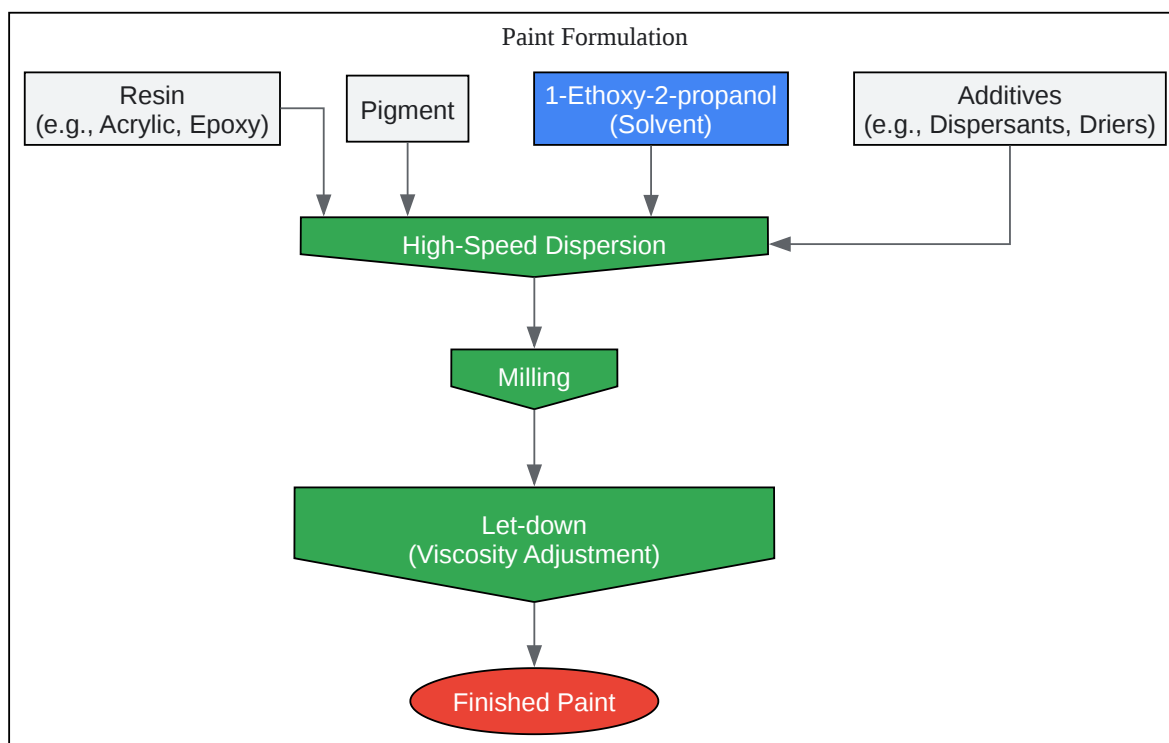 Paint Formulation
Resin
(e.g., Acrylic, Epoxy)
Pigment
1-Ethoxy-2-propanol
(Solvent)
Additives
(e.g., Dispersants, Driers)
High-Speed Dispersion
Milling
Let-down
(Viscosity Adjustment)
Finished Paint